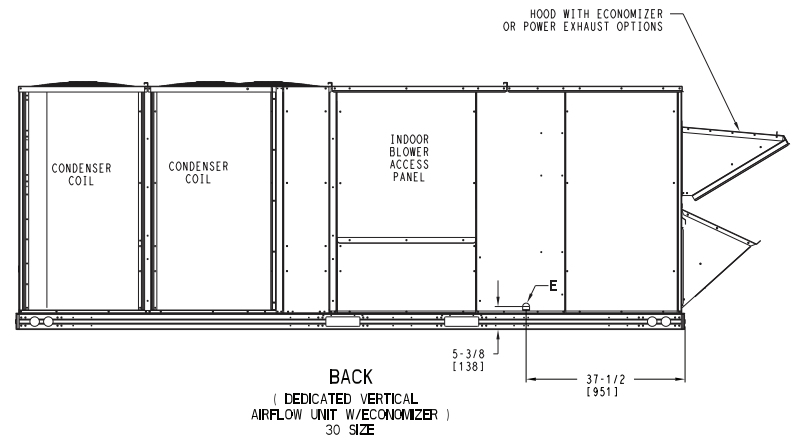 HOOD WITH ECONOMIZER
OR POWER EXHAUST OPTIONS
CONDENSER
COIL
CONDENSER
COIL
INDOOR
BLOWER
ACCESS
PANEL
E
5-3/8
[138]
37-1/2
[951]
BACK
( DEDICATED VERTICAL
AIRFLOW UNIT W/ECONOMIZER )
30 SIZE